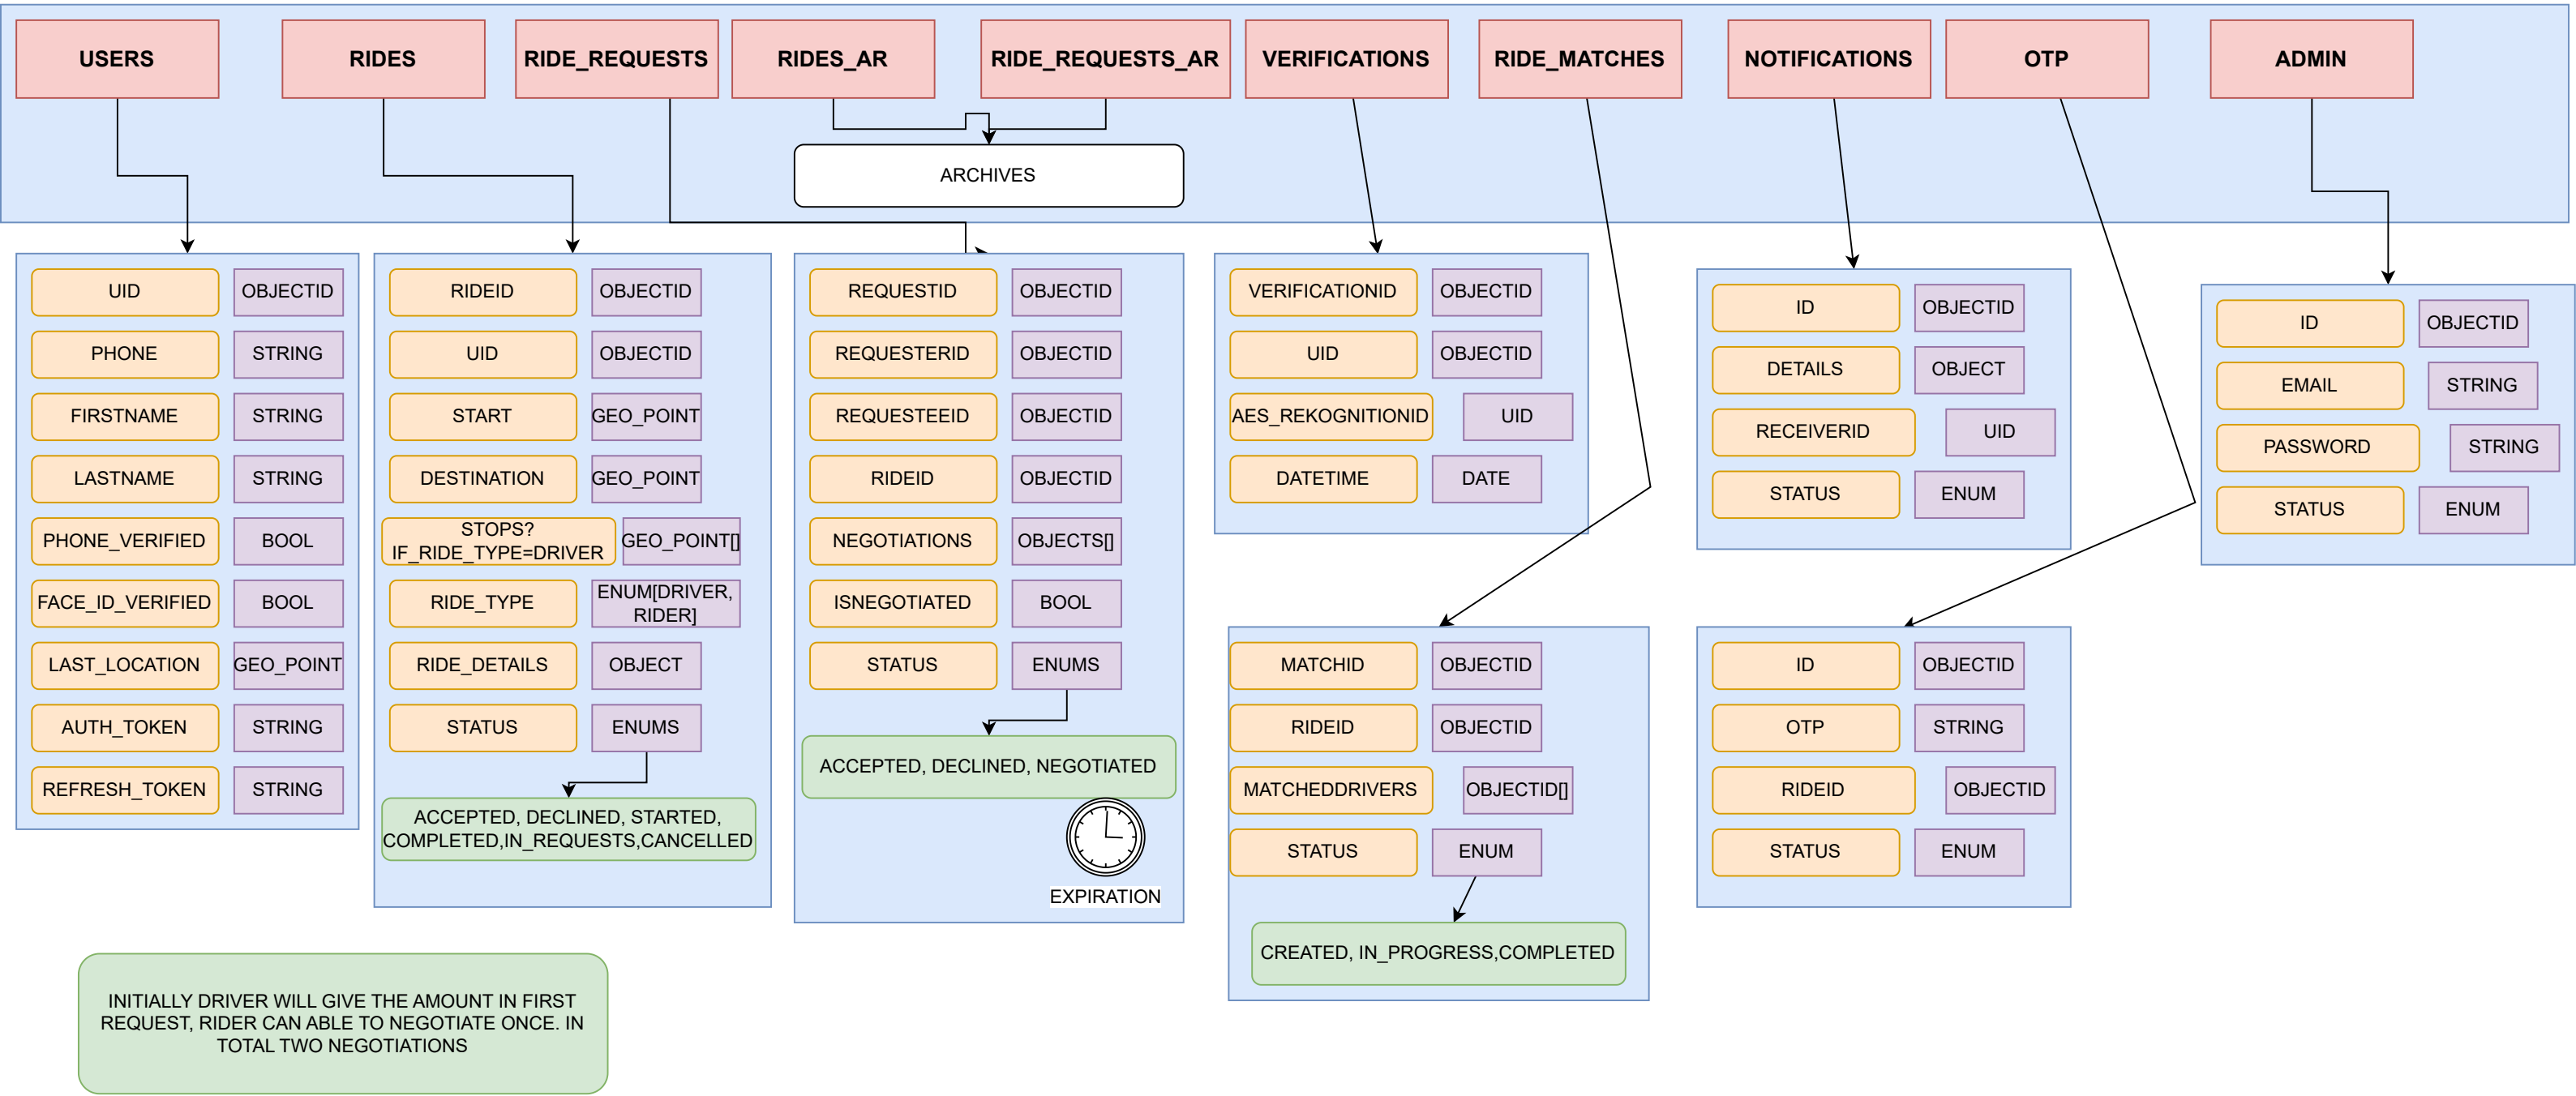 USERS
RIDES
RIDE_REQUESTS
RIDES_AR
RIDE_REQUESTS_AR
VERIFICATIONS
RIDE_MATCHES
NOTIFICATIONS
OTP
ADMIN
ARCHIVES
UID
OBJECTID
PHONE
STRING
FIRSTNAME
STRING
LASTNAME
STRING
PHONE_VERIFIED
BOOL
FACE_ID_VERIFIED
BOOL
LAST_LOCATION
GEO_POINT
AUTH_TOKEN
STRING
REFRESH_TOKEN
STRING
RIDEID
OBJECTID
UID
OBJECTID
START
GEO_POINT
DESTINATION
GEO_POINT
STOPS?
IF_RIDE_TYPE=DRIVER
GEO_POINT[]
RIDE_TYPE
ENUM[DRIVER,
RIDER]
RIDE_DETAILS
OBJECT
STATUS
ENUMS
ACCEPTED, DECLINED, STARTED,
COMPLETED,IN_REQUESTS,CANCELLED
REQUESTID
OBJECTID
REQUESTERID
OBJECTID
REQUESTEEID
OBJECTID
RIDEID
OBJECTID
NEGOTIATIONS
OBJECTS[]
ISNEGOTIATED
BOOL
STATUS
ENUMS
ACCEPTED, DECLINED, NEGOTIATED
EXPIRATION
VERIFICATIONID
OBJECTID
UID
OBJECTID
AES_REKOGNITIONID
UID
DATETIME
DATE
MATCHID
OBJECTID
RIDEID
OBJECTID
MATCHEDDRIVERS
OBJECTID[]
STATUS
ENUM
CREATED, IN_PROGRESS,COMPLETED
ID
OBJECTID
DETAILS
OBJECT
RECEIVERID
UID
STATUS
ENUM
ID
OBJECTID
OTP
STRING
RIDEID
OBJECTID
STATUS
ENUM
ID
OBJECTID
EMAIL
STRING
PASSWORD
STRING
STATUS
ENUM
INITIALLY DRIVER WILL GIVE THE AMOUNT IN FIRST
REQUEST, RIDER CAN ABLE TO NEGOTIATE ONCE. IN
TOTAL TWO NEGOTIATIONS